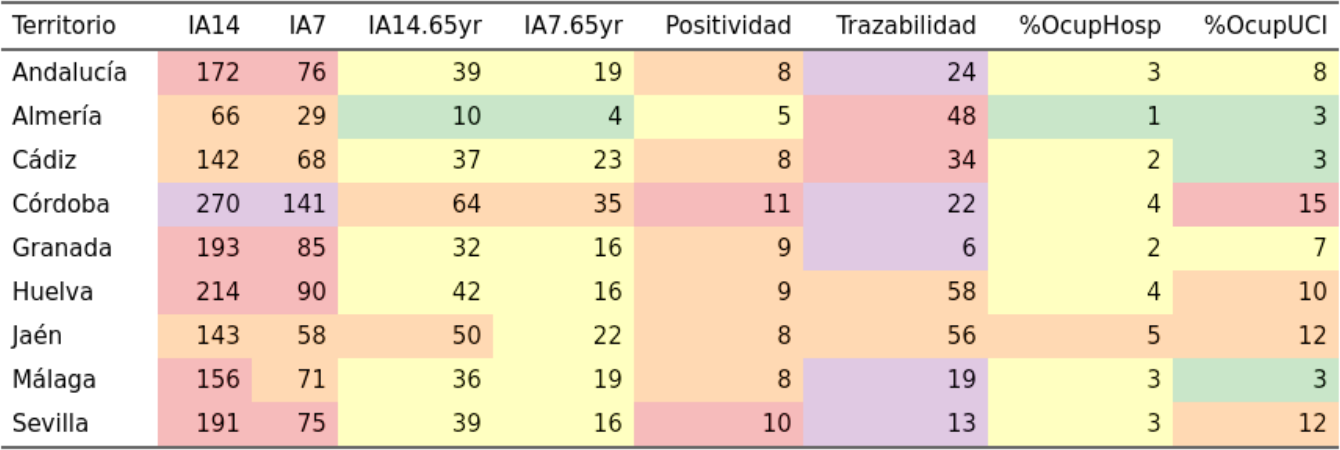 Territorio IA14 IA7 IA14.65yr IA7.65yr Positividad Trazabilidad %OcupHosp %OcupUCI
Andalucía 172 76 39 19 8 24 3 8
Almería 66 29 10 4 5 48 1 3
Cádiz 142 68 37 23 8 34 2 3
Córdoba 270 141 64 35 11 22 4 15
Granada 193 85 32 16 9 6 2 7
Huelva 214 90 42 16 9 58 4 10
Jaén 143 58 50 22 8 56 5 12
Málaga 156 71 36 19 8 19 3 3
Sevilla 191 75 39 16 10 13 3 12